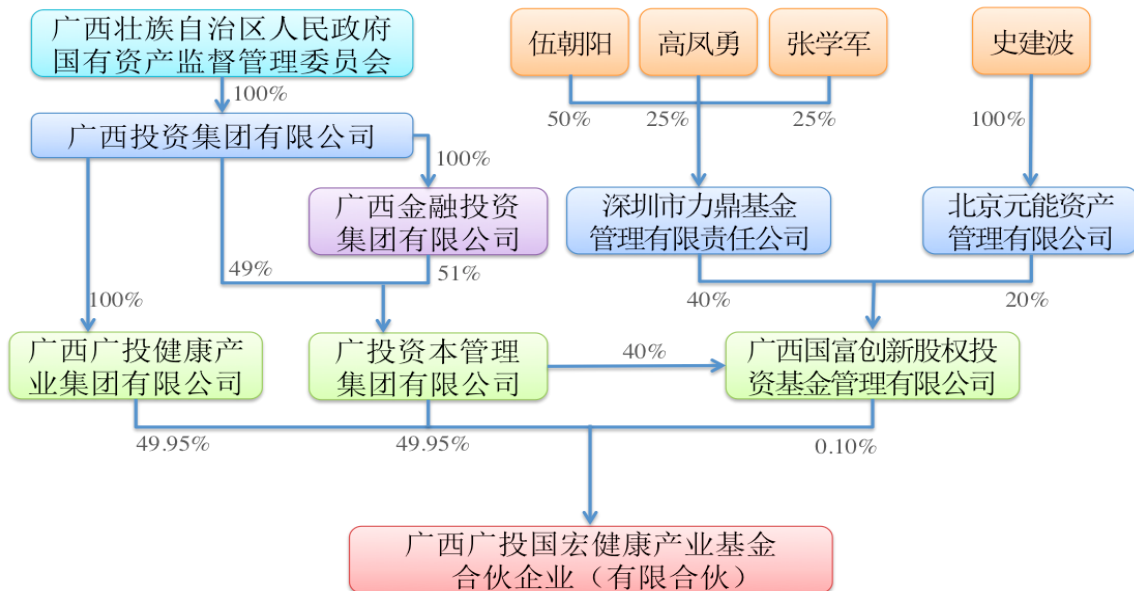 广西壮族自治区人民政府
国有资产监督管理委员会
伍朝阳
高凤勇
张学军
史建波
100%
50%
25%
25%
100%
广西投资集团有限公司
100%
广西金融投资
集团有限公司
深圳市力鼎基金
管理有限责任公司
北京元能资产
管理有限公司
49%
51%
100%
40%
20%
广西广投健康产
业集团有限公司
广投资本管理
集团有限公司
40%
广西国富创新股权投
资基金管理有限公司
49.95%
49.95%
0.10%
广西广投国宏健康产业基金
合伙企业（有限合伙）